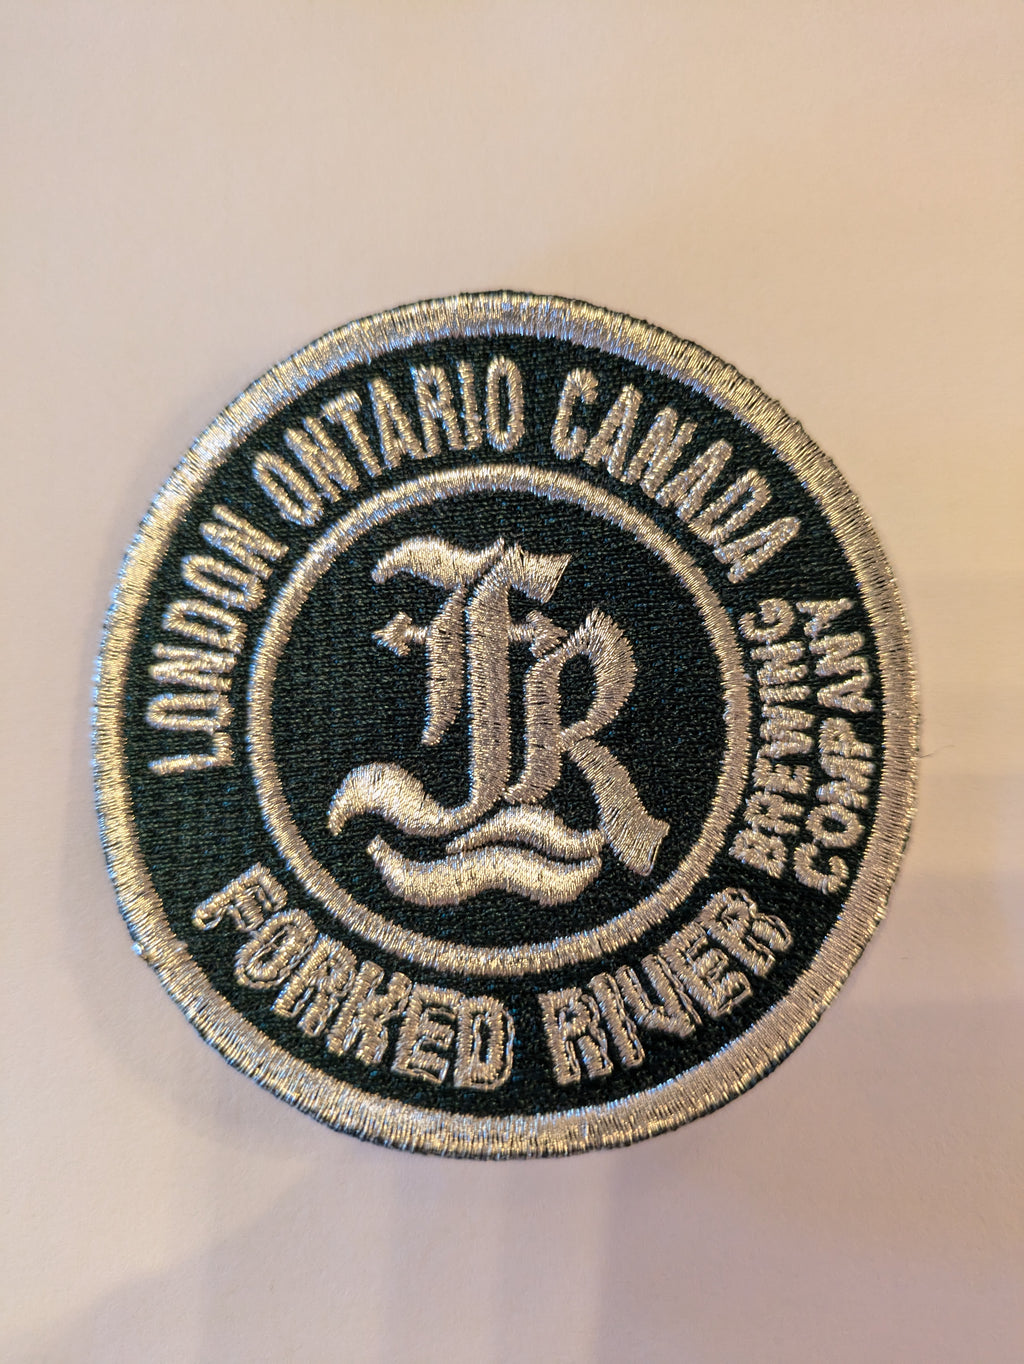 LONDON ONTARIO CANADA
FR
FORKED RIVER
BREWING
COMPANY